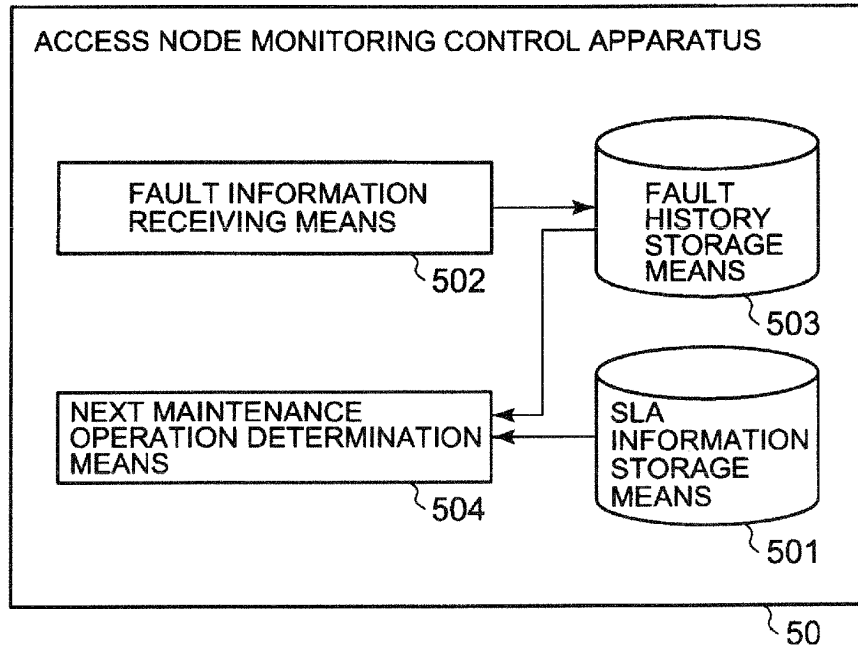 ACCESS NODE MONITORING CONTROL APPARATUS
FAULT INFORMATION
RECEIVING MEANS
502
FAULT
HISTORY
STORAGE
MEANS
503
NEXT MAINTENANCE
OPERATION DETERMINATION
MEANS
504
SLA
INFORMATION
STORAGE
MEANS
501
50